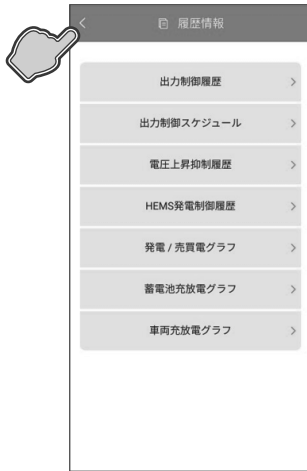 履歴情報
出力制御履歴
出力制御スケジュール
電圧上昇抑制履歴
HEMS発電制御履歴
発電 / 売買電グラフ
蓄電池充放電グラフ
車両充放電グラフ